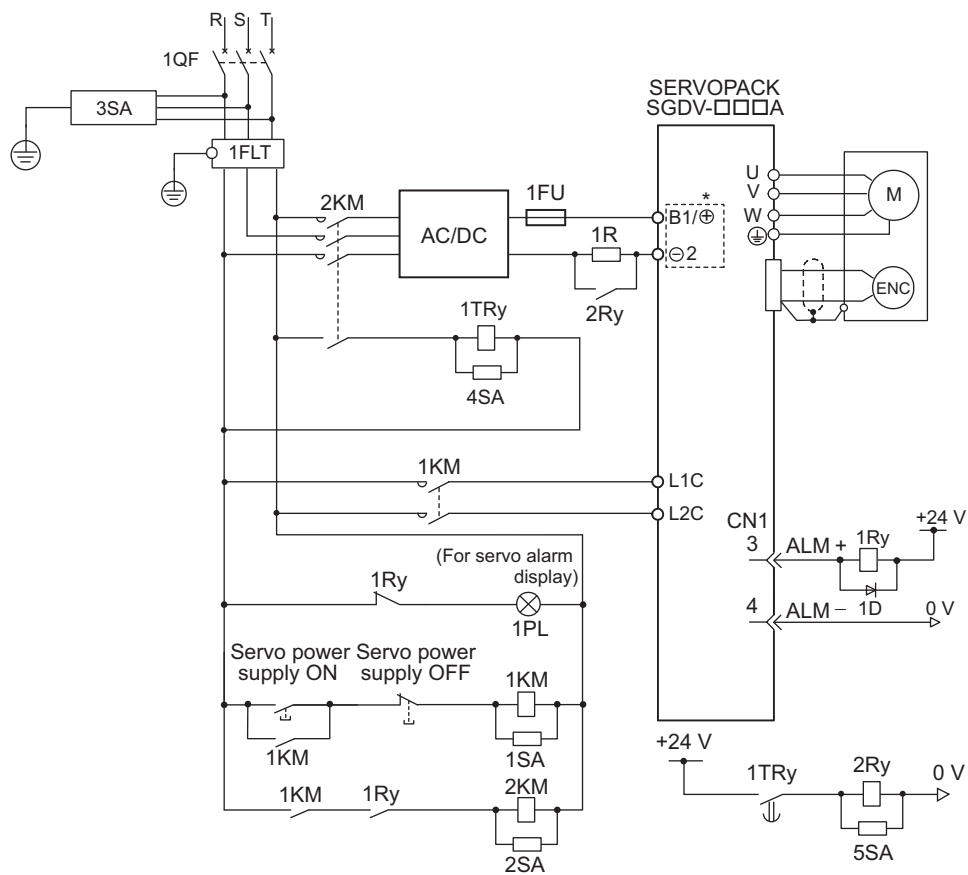 R S T
1QF
3SA
1FLT
SERVOPACK
SGDV-□□□A
2KM
AC/DC
1FU
*
B1/⊕
1R
⊖2
2Ry
U
V
W
M
ENC
1TRy
4SA
1KM
L1C
L2C
CN1
+24 V
3 ALM + 1Ry
1D
4 ALM − 0 V
(For servo alarm
display)
1Ry
1PL
Servo power
supply ON
Servo power
supply OFF
1KM
1KM
1SA
1KM 1Ry 2KM
2SA
+24 V
1TRy 2Ry 0 V
5SA